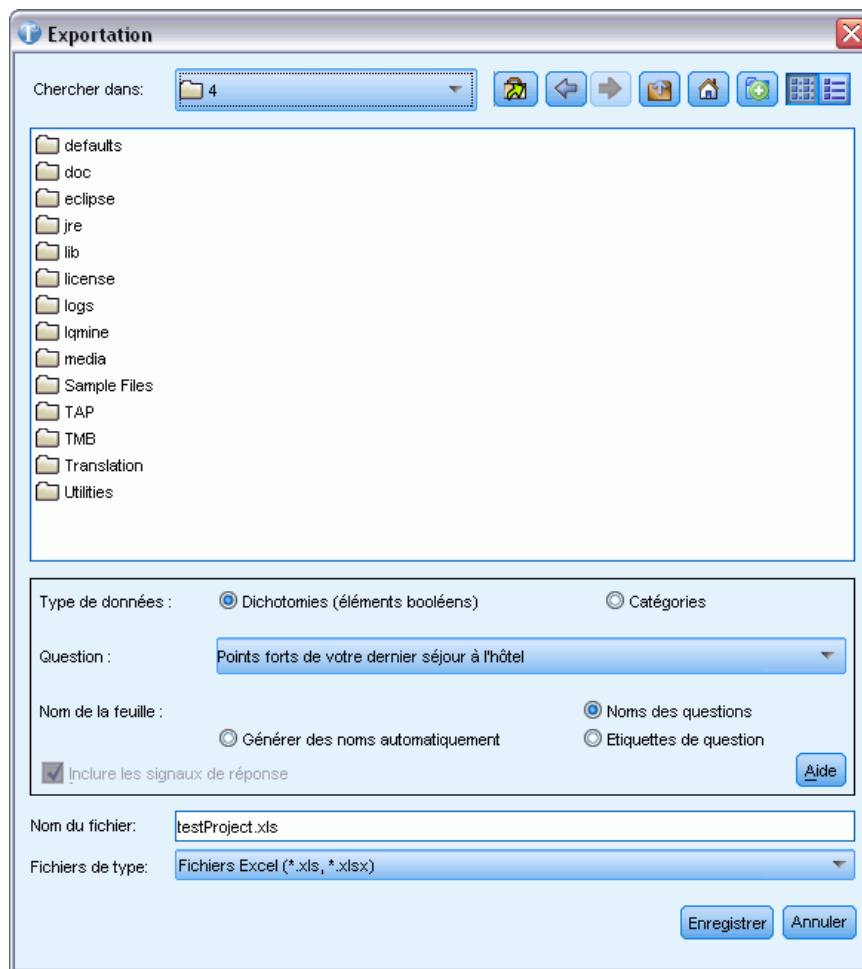 Exportation
Chercher dans: 4
defaults
doc
eclipse
jre
lib
license
logs
lqmine
media
Sample Files
TAP
TMB
Translation
Utilities
Type de données : Dichotomies (éléments booléens) Catégories
Question : Points forts de votre dernier séjour à l'hôtel
Nom de la feuille : Noms des questions
Générer des noms automatiquement Etiquettes de question
Inclure les signaux de réponse Aide
Nom du fichier: testProject.xls
Fichiers de type: Fichiers Excel (*.xls, *.xlsx)
Enregistrer Annuler